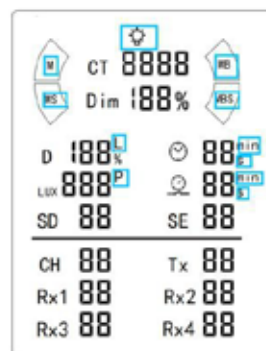 M CT 8888 MB
MS Dim 188% MBS
D 188 L % 88 min s
LUX 888 P 88 min s
SD 88 SE 88
CH 88 Tx 88
Rx1 88 Rx2 88
Rx3 88 Rx4 88